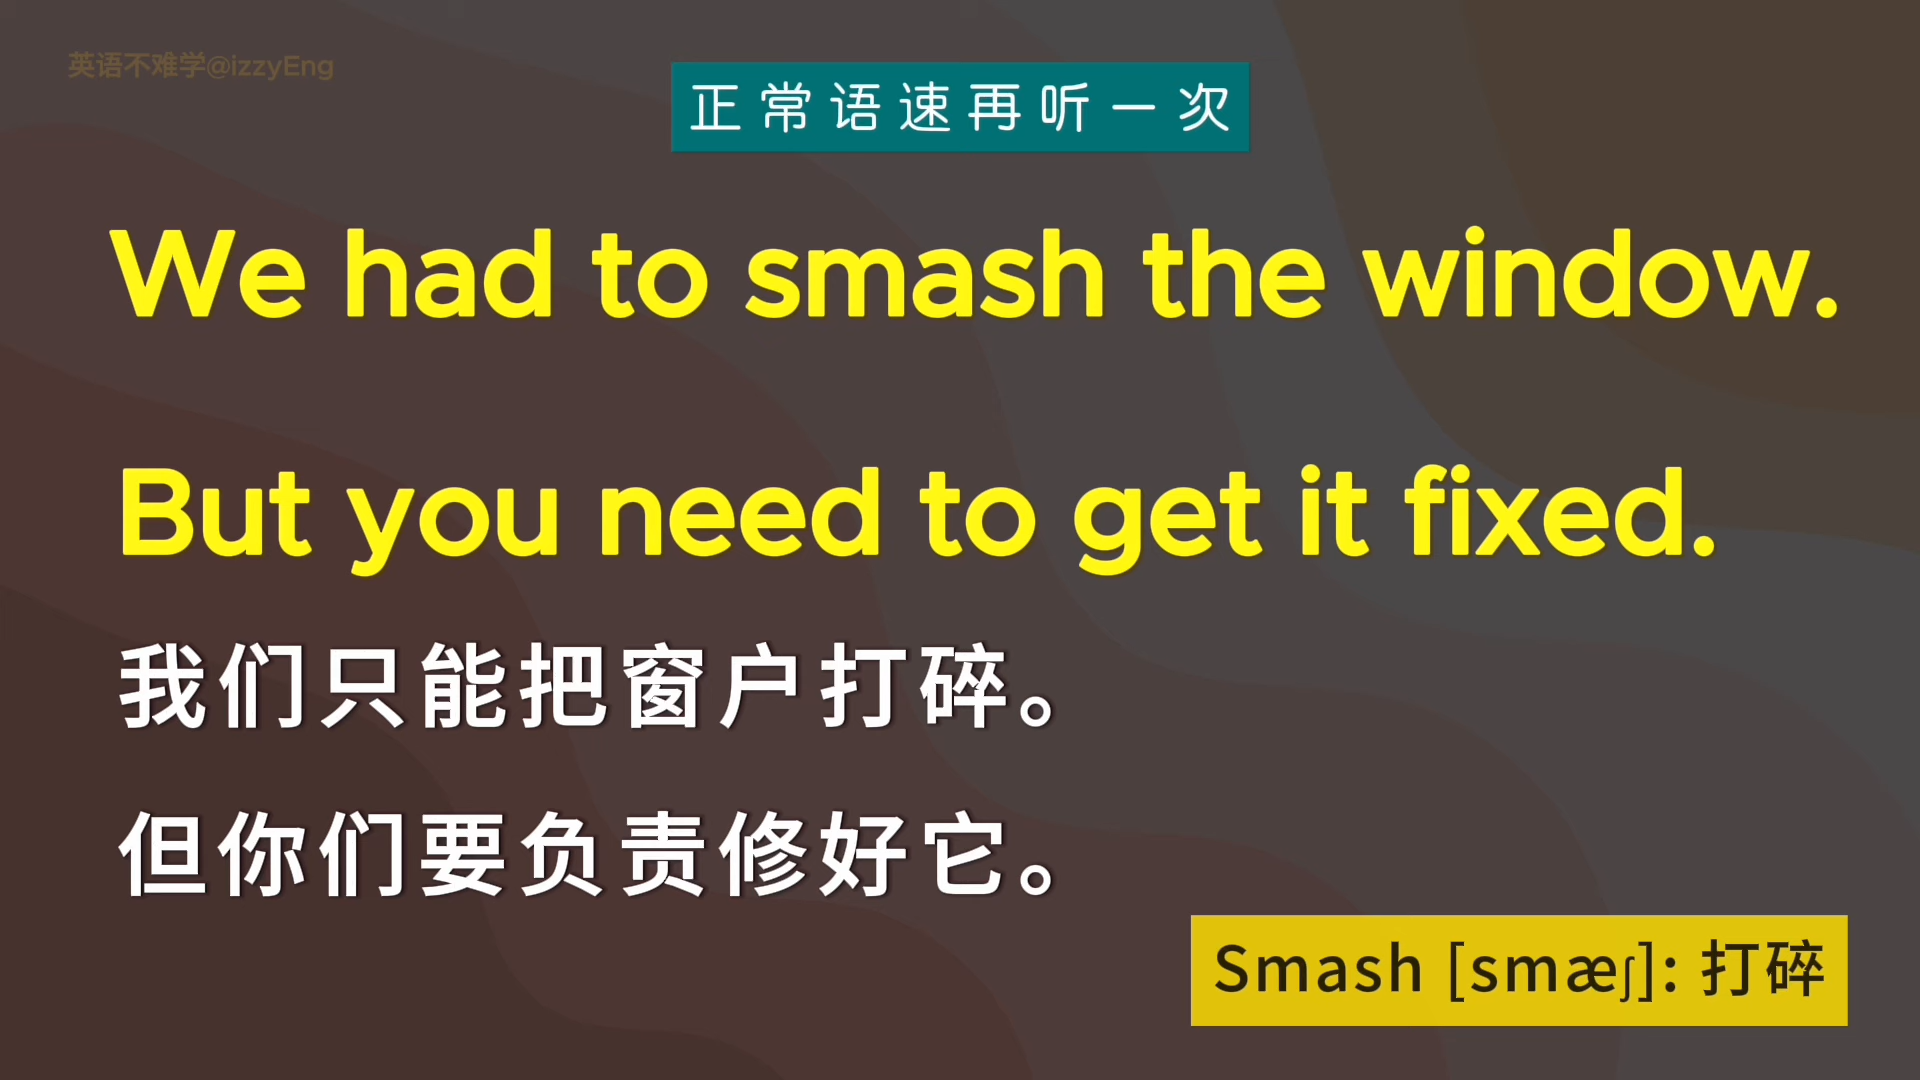 英语不难学@izzyEng
正常语速再听一次
We had to smash the window.
But you need to get it fixed.
我们只能把窗户打碎。
但你们要负责修好它。
Smash [smæʃ]: 打碎